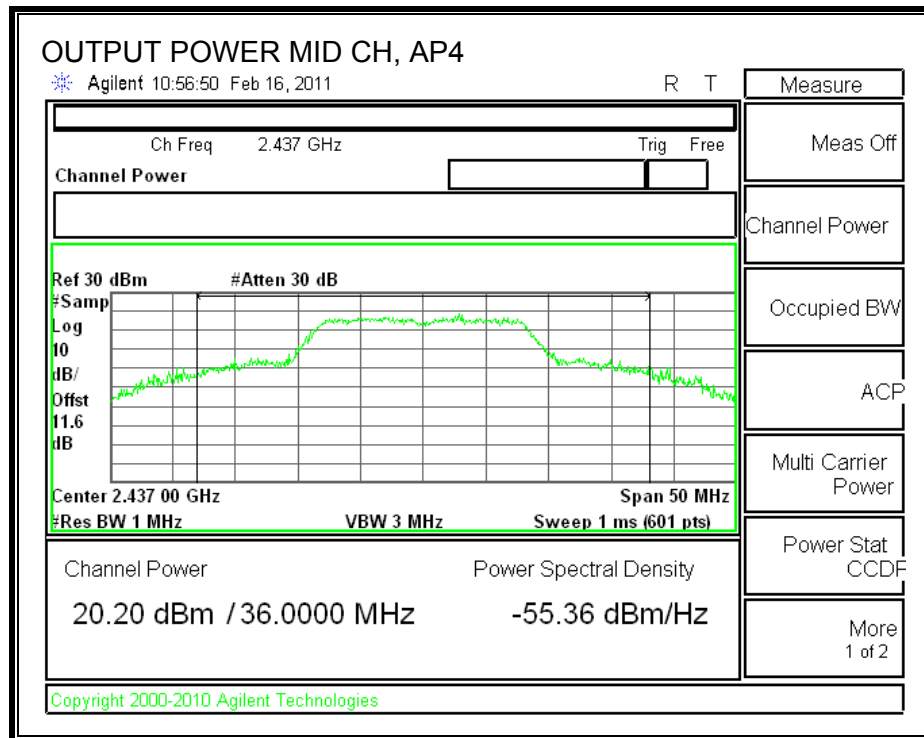 OUTPUT POWER MID CH, AP4
Agilent 10:56:50 Feb 16, 2011
R T
Measure
Ch Freq 2.437 GHz
Trig Free
Meas Off
Channel Power
Channel Power
Ref 30 dBm
#Atten 30 dB
#Samp
Log
10
dB/
Offst
11.6
dB
Occupied BW
ACP
Center 2.437 00 GHz
Span 50 MHz
#Res BW 1 MHz
VBW 3 MHz
Sweep 1 ms (601 pts)
Multi Carrier
Power
Channel Power
Power Spectral Density
20.20 dBm / 36.0000 MHz
-55.36 dBm/Hz
Power Stat
CCDF
More
1 of 2
Copyright 2000-2010 Agilent Technologies